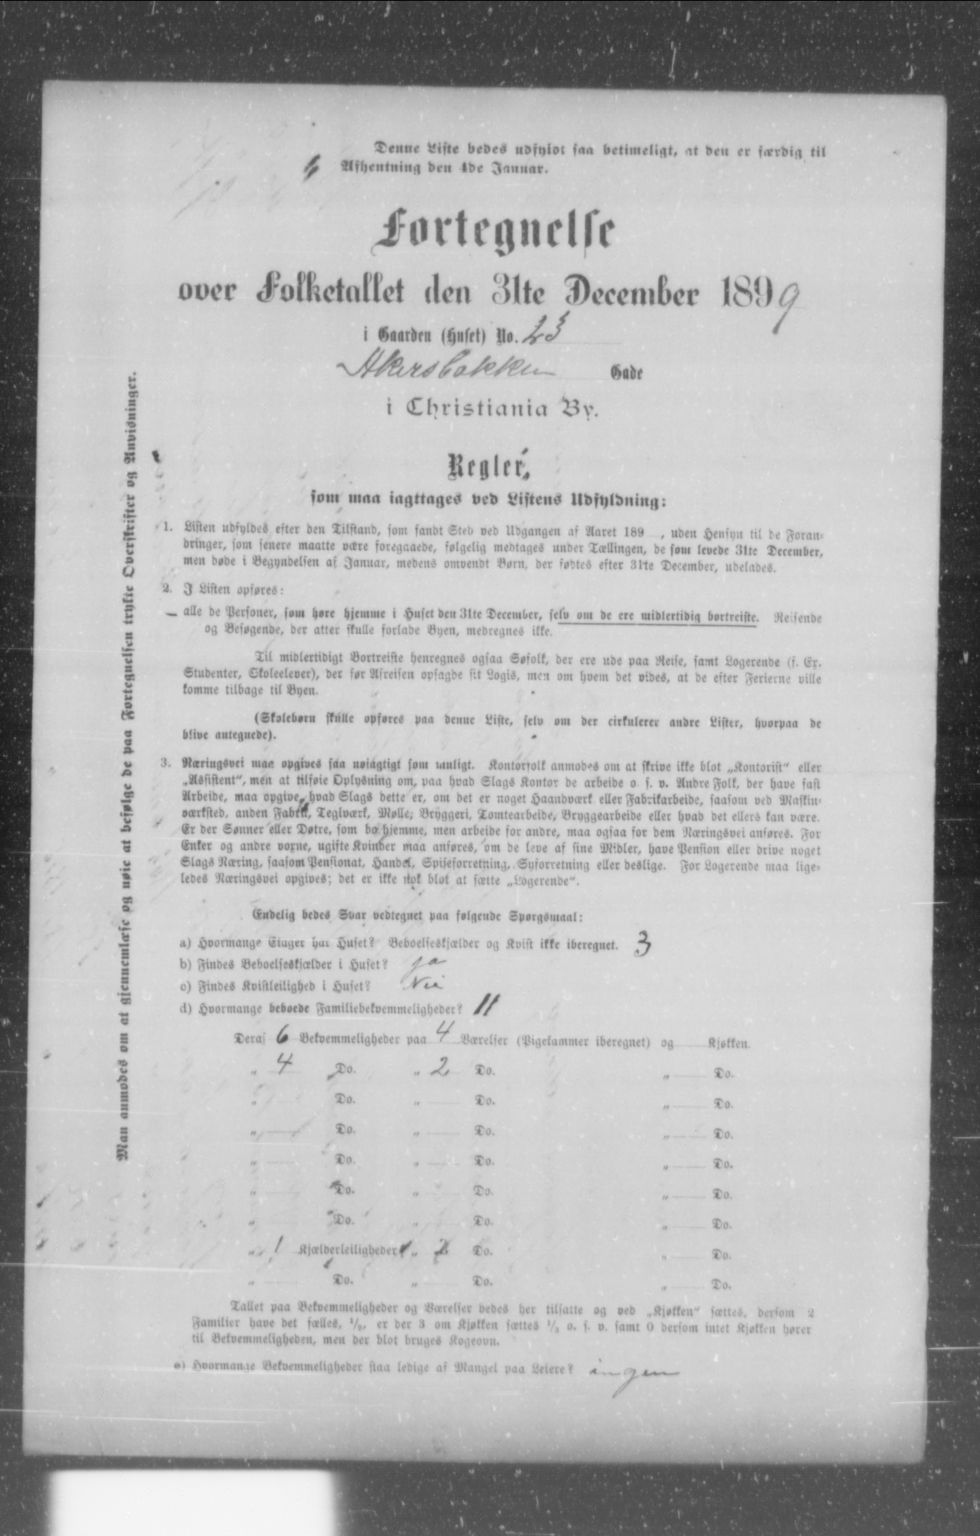 Denne Liste bedes udfyldt saa betimeligt, at den er færdig til
Afhentning den 4de Januar.
Fortegnelse
over Folketallet den 31te December 1899
i Gaarden (Huset) No. 23
Akersbakken Gade
i Christiania By.
Regler,
som maa iagttages ved Listens Udfyldning:
1. Listen udfyldes efter den Tilstand, som fandt Sted ved Udgangen af Aaret 189 , uden Hensyn til de Foran-
dringer, som senere maatte være foregaaede, følgelig medtages under Tællingen, de som levede 31te December,
men døde i Begyndelsen af Januar, medens omvendt Børn, der fødtes efter 31te December, udelades.
2. I Listen opføres:
alle de Personer, som høre hjemme i Huset den 31te December, selv om de ere midlertidig bortreiste. Reisende
og Besøgende, der atter skulle forlade Byen, medregnes ikke.
Til midlertidigt Bortreiste henregnes ogsaa Søfolk, der ere ude paa Reise, samt Logerende (f. Ex.
Studenter, Skoleelever), der før Afreisen opsagde sit Logis, men om hvem det vides, at de efter Ferierne ville
komme tilbage til Byen.
(Skolebørn skulle opføres paa denne Liste, selv om der cirkulerer andre Lister, hvorpaa de
blive antegnede).
3. Næringsvei maa opgives saa nøiagtigt som muligt. Kontorfolk anmodes om at skrive ikke blot „Kontorist“ eller
„Assistent“, men at tilføie Oplysning om, paa hvad Slags Kontor de arbeide o. s. v. Andre Folk, der have fast
Arbeide, maa opgive, hvad Slags dette er, om det er noget Haandværk eller Fabrikarbeide, saasom ved Maskin-
værksted, anden Fabrik, Teglværk, Mølle, Bryggeri, Tomtearbeide, Bryggearbeide eller hvad det ellers kan være.
Er der Sønner eller Døtre, som bo hjemme, men arbeide for andre, maa ogsaa for dem Næringsvei anføres. For
Enker og andre voxne, ugifte Kvinder maa anføres, om de leve af sine Midler, have Pension eller drive noget
Slags Næring, saasom Pensionat, Handel, Spiseforretning, Syforretning eller deslige. For Logerende maa lige-
ledes Næringsvei opgives; det er ikke nok blot at sætte „Logerende“.
Endelig bedes Svar vedtegnet paa følgende Spørgsmaal:
a) Hvormange Etager har Huset? Beboelseskjælder og Kvist ikke iberegnet. 3
b) Findes Beboelseskjælder i Huset? ja
c) Findes Kvistleilighed i Huset? Nei
d) Hvormange beboede Familiebekvemmeligheder? 11
Deraf 6 Bekvemmeligheder paa 4 Værelser (Pigekammer iberegnet) og Kjøkken.
„ 4 Do. „ 2 Do. „ Do.
„ Do. „ Do. „ Do.
„ Do. „ Do. „ Do.
„ Do. „ Do. „ Do.
„ Do. „ Do. „ Do.
„ Do. „ Do. „ Do.
„ 1 Kjælderleiligheder „ 2 Do. „ Do.
„ Do. „ Do. „ Do.
Tallet paa Bekvemmeligheder og Værelser bedes her tilsatte og ved „Kjøkken“ sættes, dersom 2
Familier have det fælles, 1/2, er der 3 om Kjøkken sættes 1/3 o. s. v. samt 0 dersom intet Kjøkken hører
til Bekvemmeligheden, men der blot bruges Kogeovn.
e) Hvormange Bekvemmeligheder staa ledige af Mangel paa Leiere? ingen
Man anmodes om at gjennemlæse og nøie at befølge de paa Fortegnelsen trykte Overskrifter og Anvisninger.